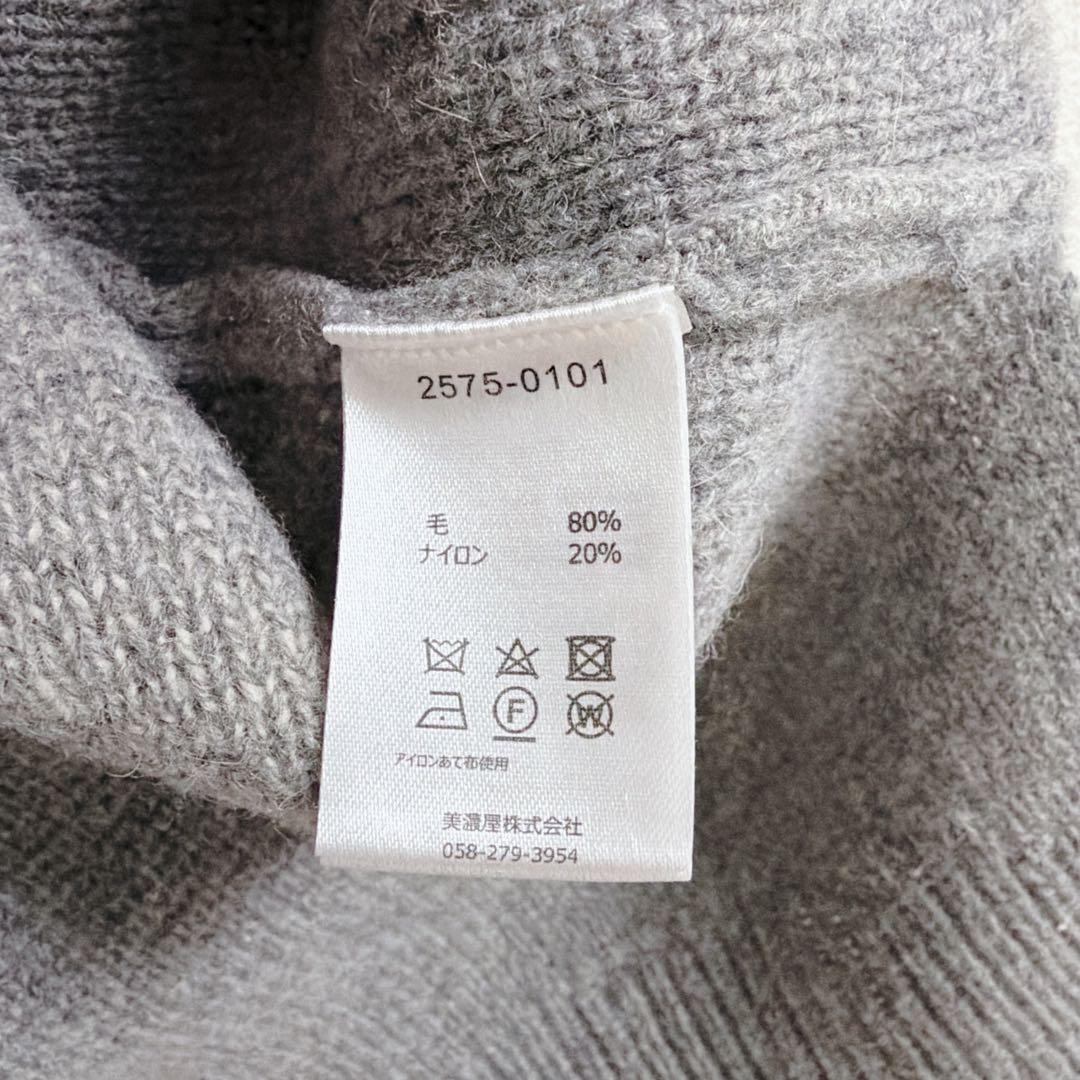 2575-0101
毛 80%
ナイロン 20%
F W
アイロンあて布使用
美濃屋株式会社
058-279-3954